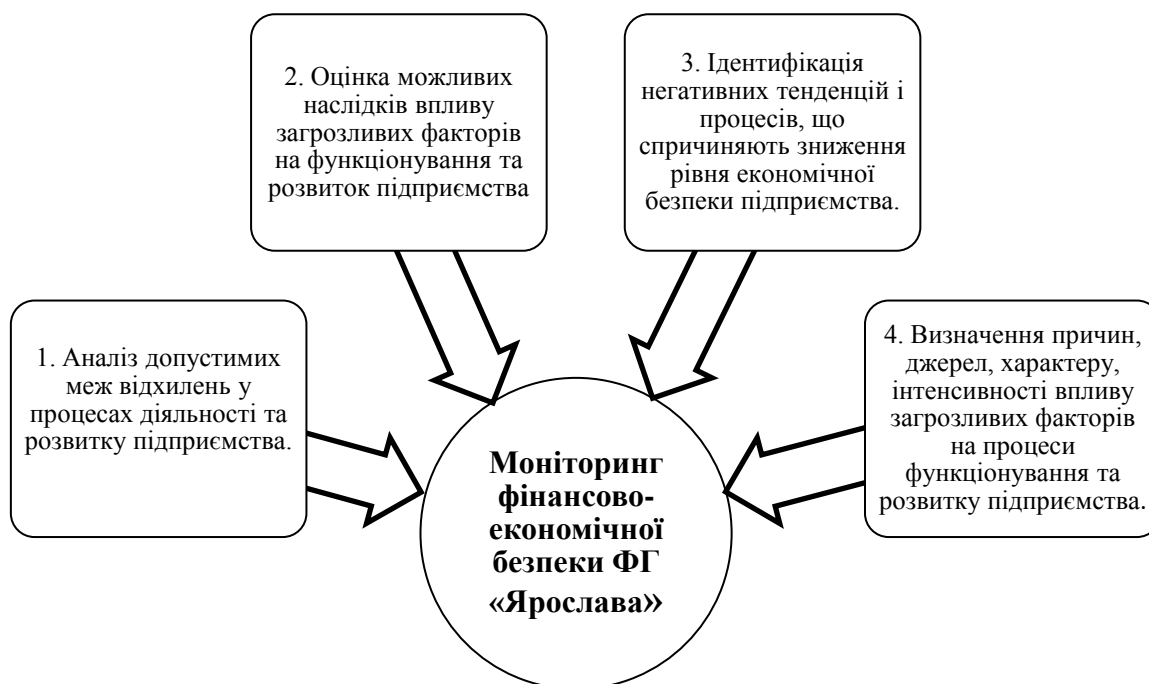 1. Аналіз допустимих
меж відхилень у
процесах діяльності та
розвитку підприємства.
2. Оцінка можливих
наслідків впливу
загрозливих факторів
на функціонування та
розвиток підприємства
3. Ідентифікація
негативних тенденцій і
процесів, що
спричиняють зниження
рівня економічної
безпеки підприємства.
4. Визначення причин,
джерел, характеру,
інтенсивності впливу
загрозливих факторів
на процеси
функціонування та
розвитку підприємства.
Моніторинг
фінансово-
економічної
безпеки ФГ
«Ярослава»